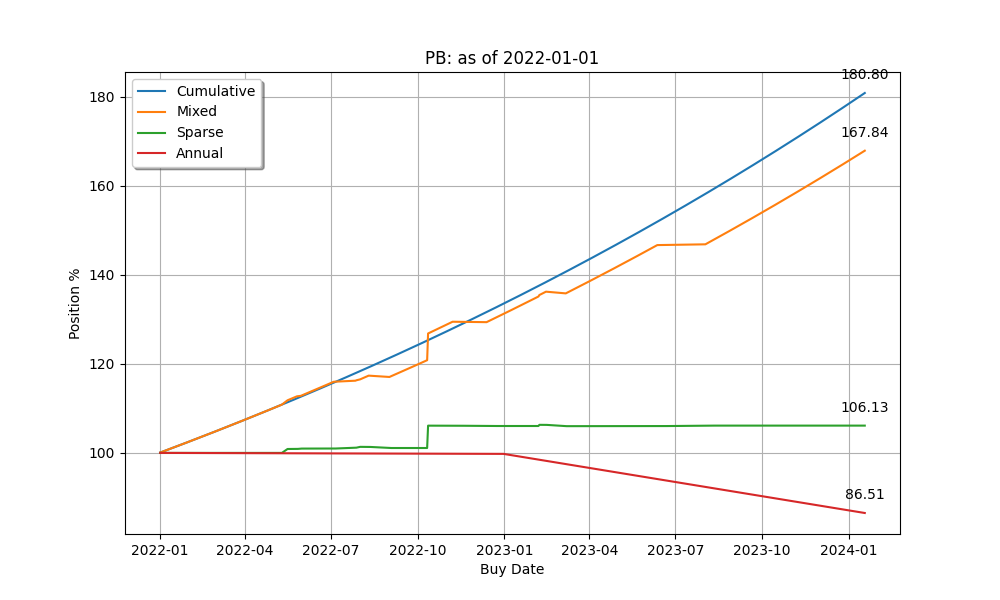 PB: as of 2022-01-01
Cumulative
Mixed
Sparse
Annual
180.80
167.84
106.13
86.51
180
160
140
120
100
Position %
2022-01 2022-04 2022-07 2022-10 2023-01 2023-04 2023-07 2023-10 2024-01
Buy Date